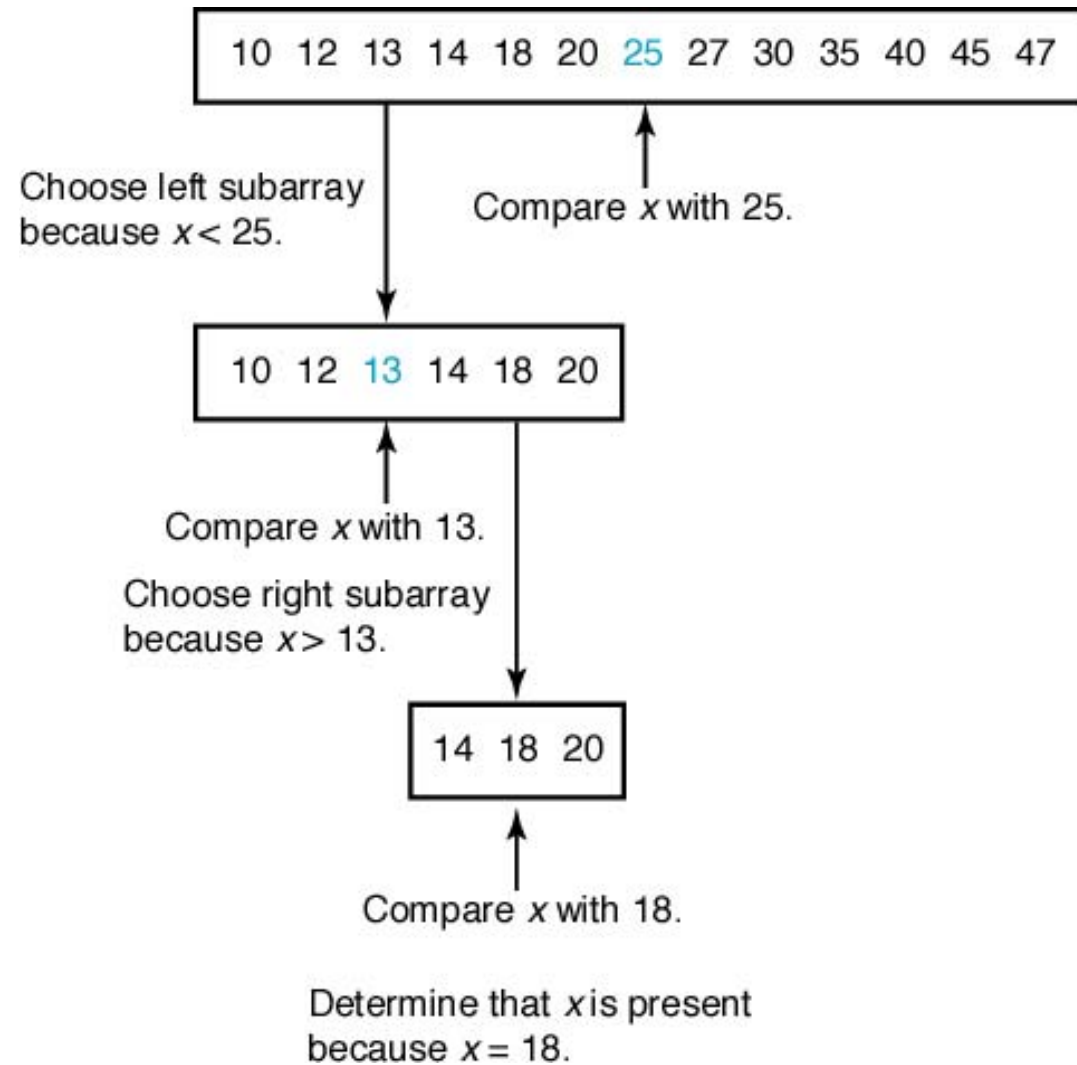 10 12 13 14 18 20 25 27 30 35 40 45 47
Choose left subarray
because x < 25.
Compare x with 25.
10 12 13 14 18 20
Compare x with 13.
Choose right subarray
because x > 13.
14 18 20
Compare x with 18.
Determine that x is present
because x = 18.